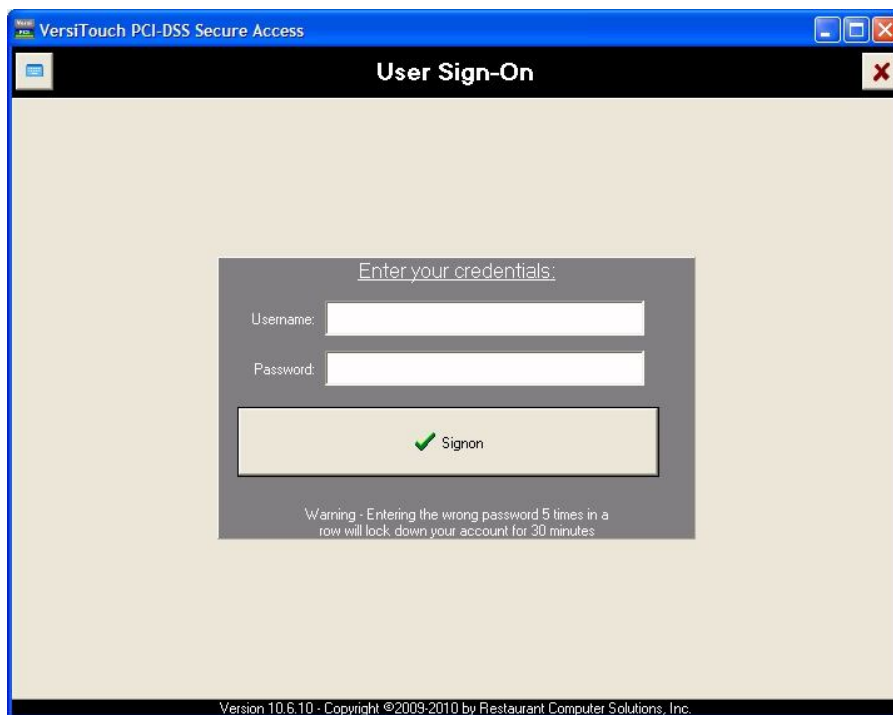 VersiTouch PCI-DSS Secure Access
User Sign-On
Enter your credentials:
Username:
Password:
Signon
Warning - Entering the wrong password 5 times in a
row will lock down your account for 30 minutes
Version 10.6.10 - Copyright ©2009-2010 by Restaurant Computer Solutions, Inc.